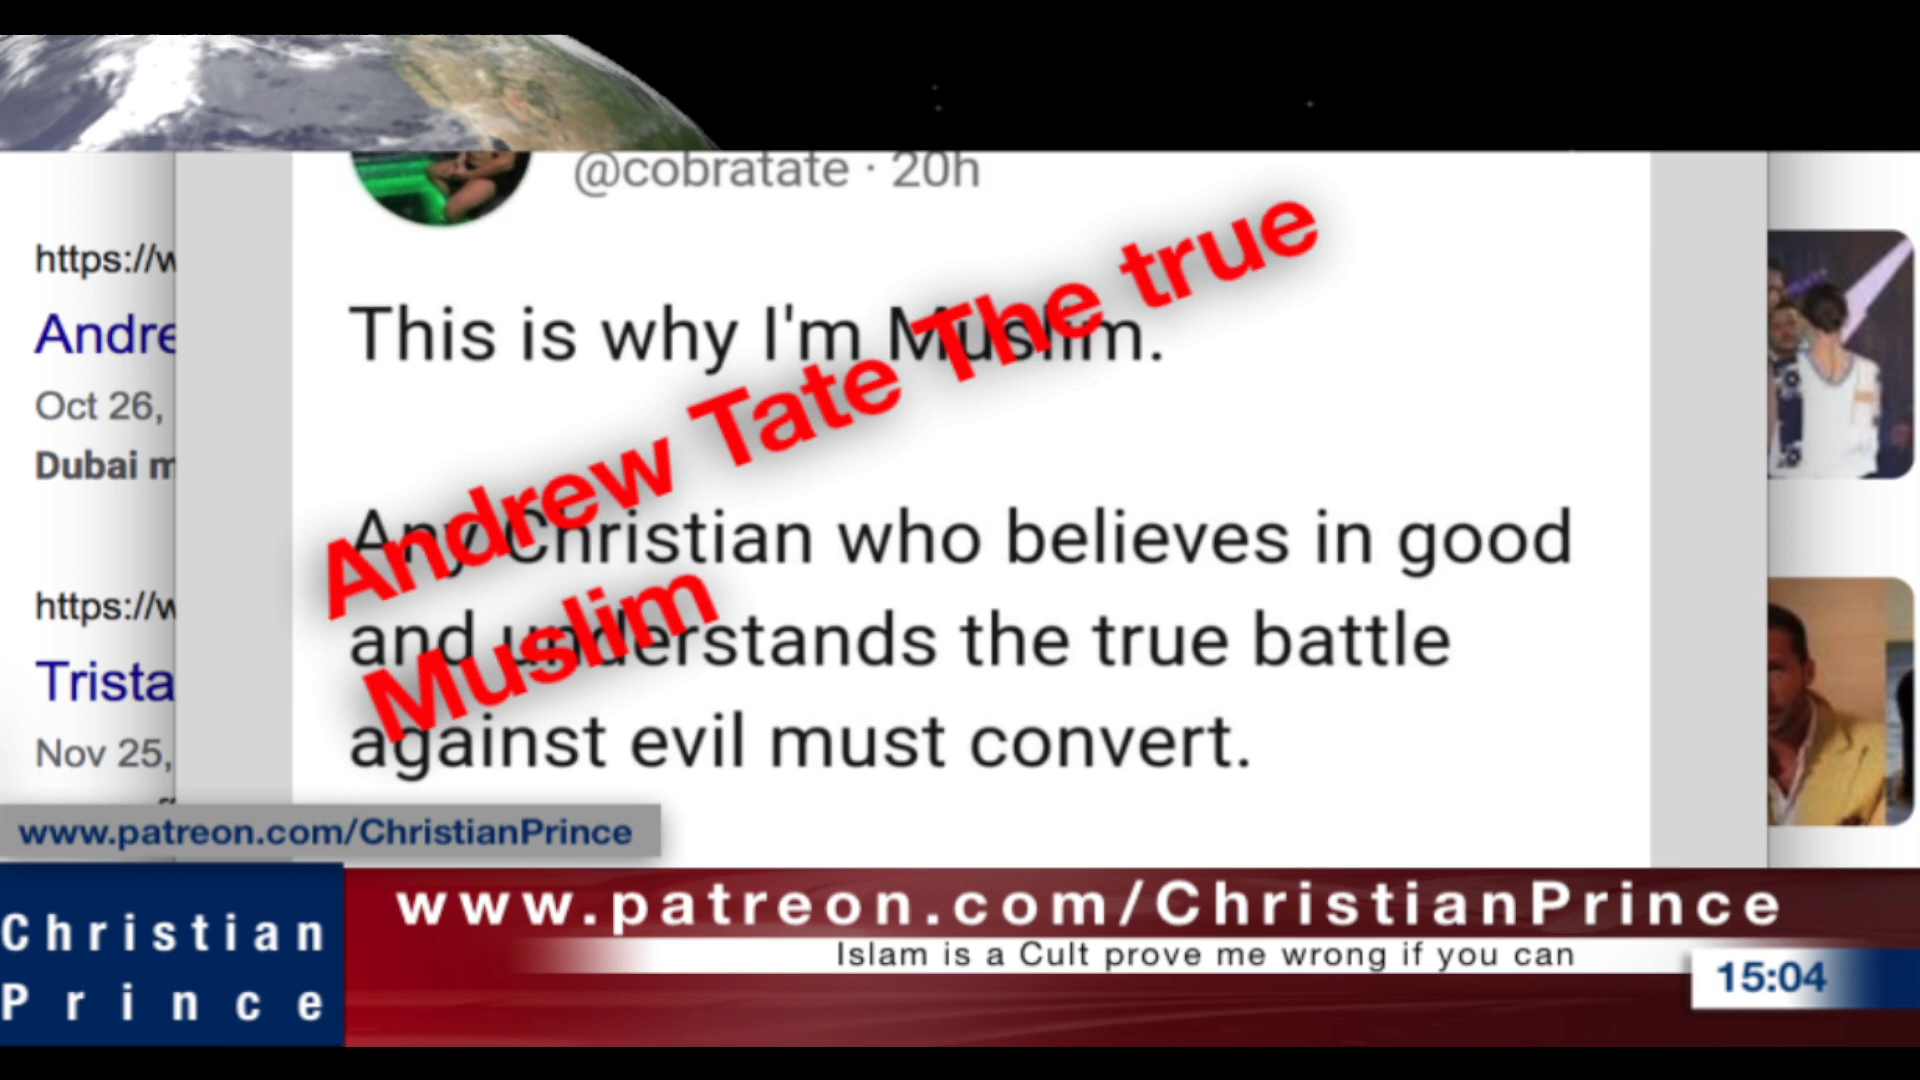 @cobratate · 20h
https://w
Andre
Oct 26,
Dubai m
This is why I'm Muslim.
Andrew Tate The true
Muslim
Any Christian who believes in good
and understands the true battle
against evil must convert.
https://w
Trista
Nov 25,
www.patreon.com/ChristianPrince
Christian
Prince
www.patreon.com/ChristianPrince
Islam is a Cult prove me wrong if you can
15:04